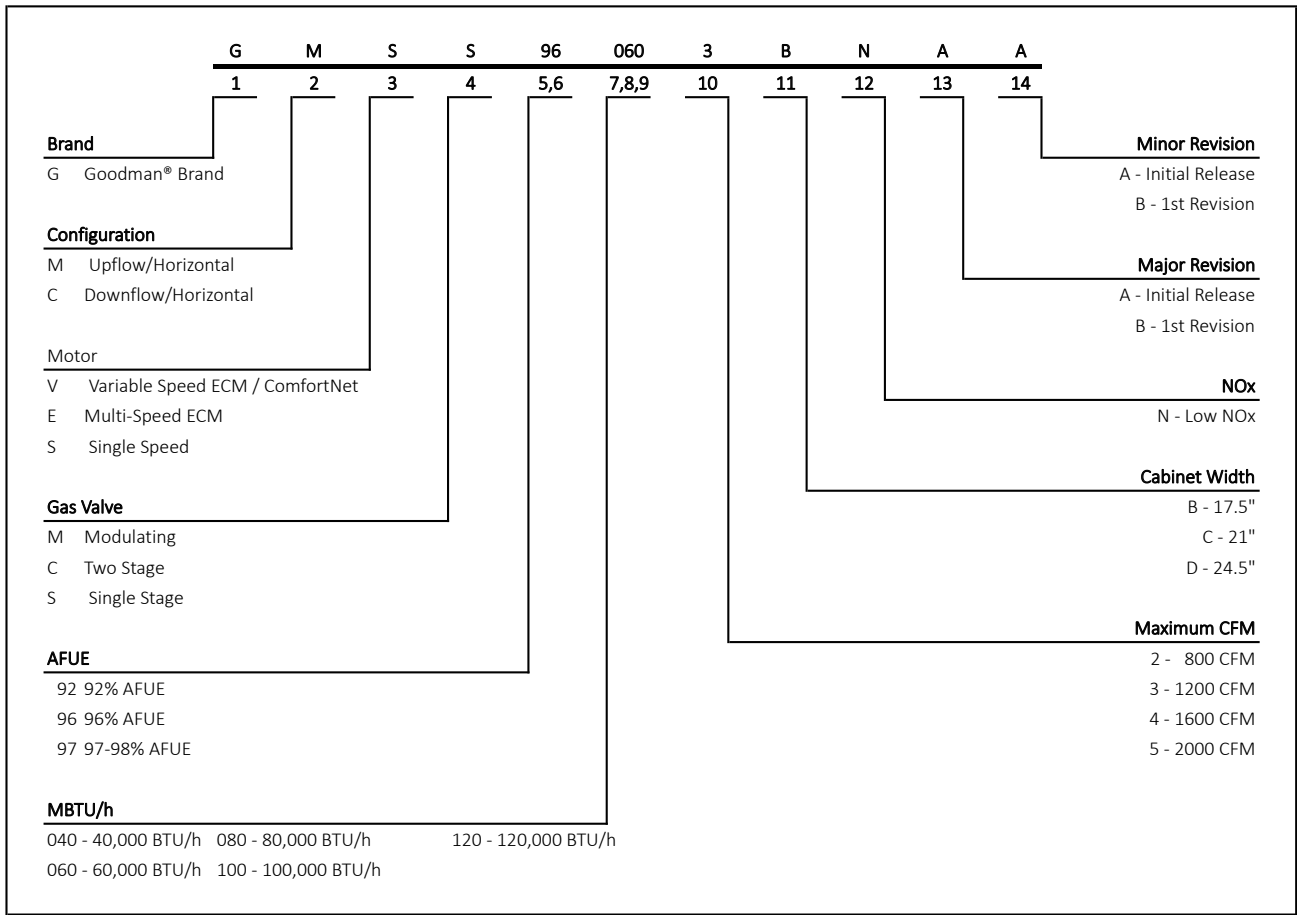 G M S S 96 060 3 B N A A
1 2 3 4 5,6 7,8,9 10 11 12 13 14
Brand
G Goodman® Brand
Configuration
M Upflow/Horizontal
C Downflow/Horizontal
Motor
V Variable Speed ECM / ComfortNet
E Multi-Speed ECM
S Single Speed
Gas Valve
M Modulating
C Two Stage
S Single Stage
AFUE
92 92% AFUE
96 96% AFUE
97 97-98% AFUE
MBTU/h
040 - 40,000 BTU/h 080 - 80,000 BTU/h 120 - 120,000 BTU/h
060 - 60,000 BTU/h 100 - 100,000 BTU/h
Minor Revision
A - Initial Release
B - 1st Revision
Major Revision
A - Initial Release
B - 1st Revision
NOx
N - Low NOx
Cabinet Width
B - 17.5"
C - 21"
D - 24.5"
Maximum CFM
2 - 800 CFM
3 - 1200 CFM
4 - 1600 CFM
5 - 2000 CFM